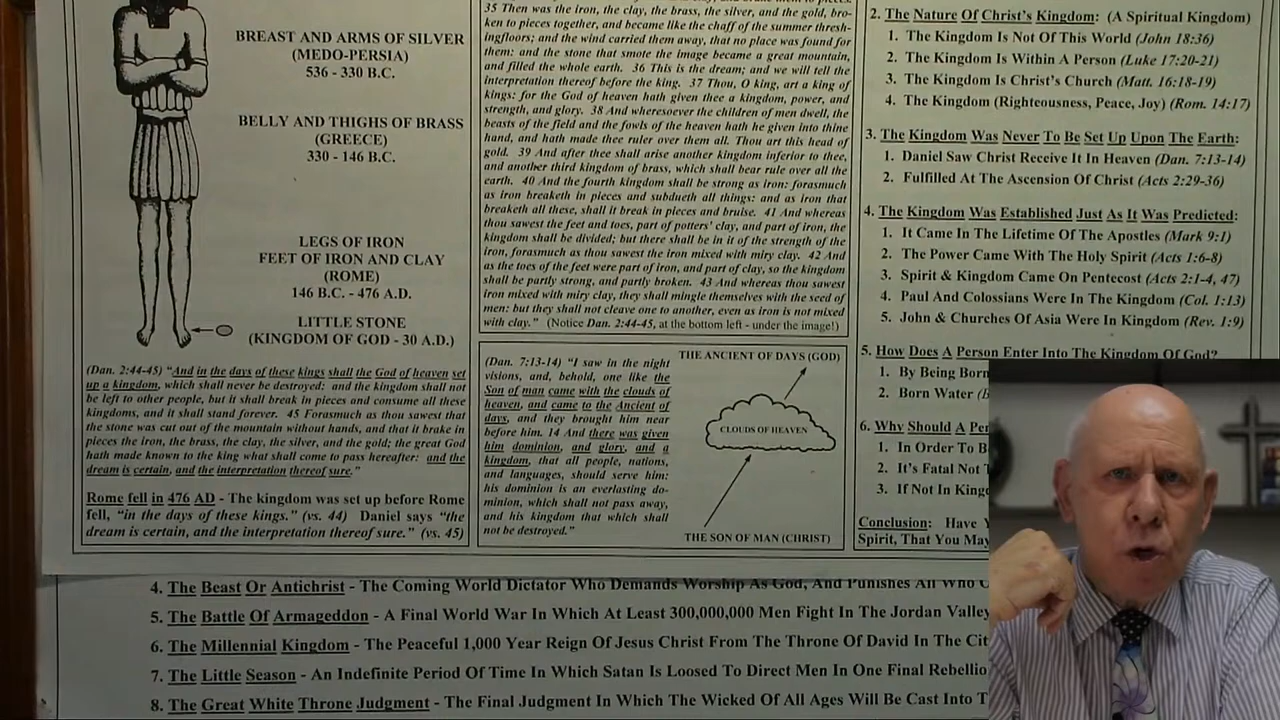 BREAST AND ARMS OF SILVER
(MEDO-PERSIA)
536 - 330 B.C.
BELLY AND THIGHS OF BRASS
(GREECE)
330 - 146 B.C.
LEGS OF IRON
FEET OF IRON AND CLAY
(ROME)
146 B.C. - 476 A.D.
LITTLE STONE
(KINGDOM OF GOD - 30 A.D.)
(Dan. 2:44-45) “And in the days of these kings shall the God of heaven set
up a kingdom, which shall never be destroyed: and the kingdom shall not
be left to other people, but it shall break in pieces and consume all these
kingdoms, and it shall stand forever. 45 Forasmuch as thou sawest that
the stone was cut out of the mountain without hands, and that it brake in
pieces the iron, the brass, the clay, the silver, and the gold; the great God
hath made known to the king what shall come to pass hereafter: and the
dream is certain, and the interpretation thereof sure.”
Rome fell in 476 AD - The kingdom was set up before Rome
fell, “in the days of these kings.” (vs. 44) Daniel says “the
dream is certain, and the interpretation thereof sure.” (vs. 45)
35 Then was the iron, the clay, the brass, the silver, and the gold, bro-
ken to pieces together, and became like the chaff of the summer thresh-
ingfloors; and the wind carried them away, that no place was found for
them: and the stone that smote the image became a great mountain,
and filled the whole earth. 36 This is the dream; and we will tell the
interpretation thereof before the king. 37 Thou, O king, art a king of
kings: for the God of heaven hath given thee a kingdom, power, and
strength, and glory. 38 And wheresoever the children of men dwell, the
beasts of the field and the fowls of the heaven hath he given into thine
hand, and hath made thee ruler over them all. Thou art this head of
gold. 39 And after thee shall arise another kingdom inferior to thee,
and another third kingdom of brass, which shall bear rule over all the
earth. 40 And the fourth kingdom shall be strong as iron: forasmuch
as iron breaketh in pieces and subdueth all things: and as iron that
breaketh all these, shall it break in pieces and bruise. 41 And whereas
thou sawest the feet and toes, part of potters' clay, and part of iron, the
kingdom shall be divided; but there shall be in it of the strength of the
iron, forasmuch as thou sawest the iron mixed with miry clay. 42 And
as the toes of the feet were part of iron, and part of clay, so the kingdom
shall be partly strong, and partly broken. 43 And whereas thou sawest
iron mixed with miry clay, they shall mingle themselves with the seed of
men: but they shall not cleave one to another, even as iron is not mixed
with clay.” (Notice Dan. 2:44-45, at the bottom left - under the image!)
(Dan. 7:13-14) “I saw in the night
visions, and, behold, one like the
Son of man came with the clouds of
heaven, and came to the Ancient of
days, and they brought him near
before him. 14 And there was given
him dominion, and glory, and a
kingdom, that all people, nations,
and languages, should serve him:
his dominion is an everlasting do-
minion, which shall not pass away,
and his kingdom that which shall
not be destroyed.”
THE ANCIENT OF DAYS (GOD)
CLOUDS OF HEAVEN
THE SON OF MAN (CHRIST)
2. The Nature Of Christ's Kingdom: (A Spiritual Kingdom)
1. The Kingdom Is Not Of This World (John 18:36)
2. The Kingdom Is Within A Person (Luke 17:20-21)
3. The Kingdom Is Christ's Church (Matt. 16:18-19)
4. The Kingdom (Righteousness, Peace, Joy) (Rom. 14:17)
3. The Kingdom Was Never To Be Set Up Upon The Earth:
1. Daniel Saw Christ Receive It In Heaven (Dan. 7:13-14)
2. Fulfilled At The Ascension Of Christ (Acts 2:29-36)
4. The Kingdom Was Established Just As It Was Predicted:
1. It Came In The Lifetime Of The Apostles (Mark 9:1)
2. The Power Came With The Holy Spirit (Acts 1:6-8)
3. Spirit & Kingdom Came On Pentecost (Acts 2:1-4, 47)
4. Paul And Colossians Were In The Kingdom (Col. 1:13)
5. John & Churches Of Asia Were In Kingdom (Rev. 1:9)
5. How Does A Person Enter Into The Kingdom Of God?
1. By Being Born
2. Born Water
6. Why Should A
1. In Order To
2. It's Fatal Not
3. If Not In
Conclusion: Have
Spirit, That You May
4. The Beast Or Antichrist - The Coming World Dictator Who Demands Worship As God, And Punishes All Who
5. The Battle Of Armageddon - A Final World War In Which At Least 300,000,000 Men Fight In The Jordan Valley
6. The Millennial Kingdom - The Peaceful 1,000 Year Reign Of Jesus Christ From The Throne Of David In The
7. The Little Season - An Indefinite Period Of Time In Which Satan Is Loosed To Direct Men In One Final
8. The Great White Throne Judgment - The Final Judgment In Which The Wicked Of All Ages Will Be Cast Into